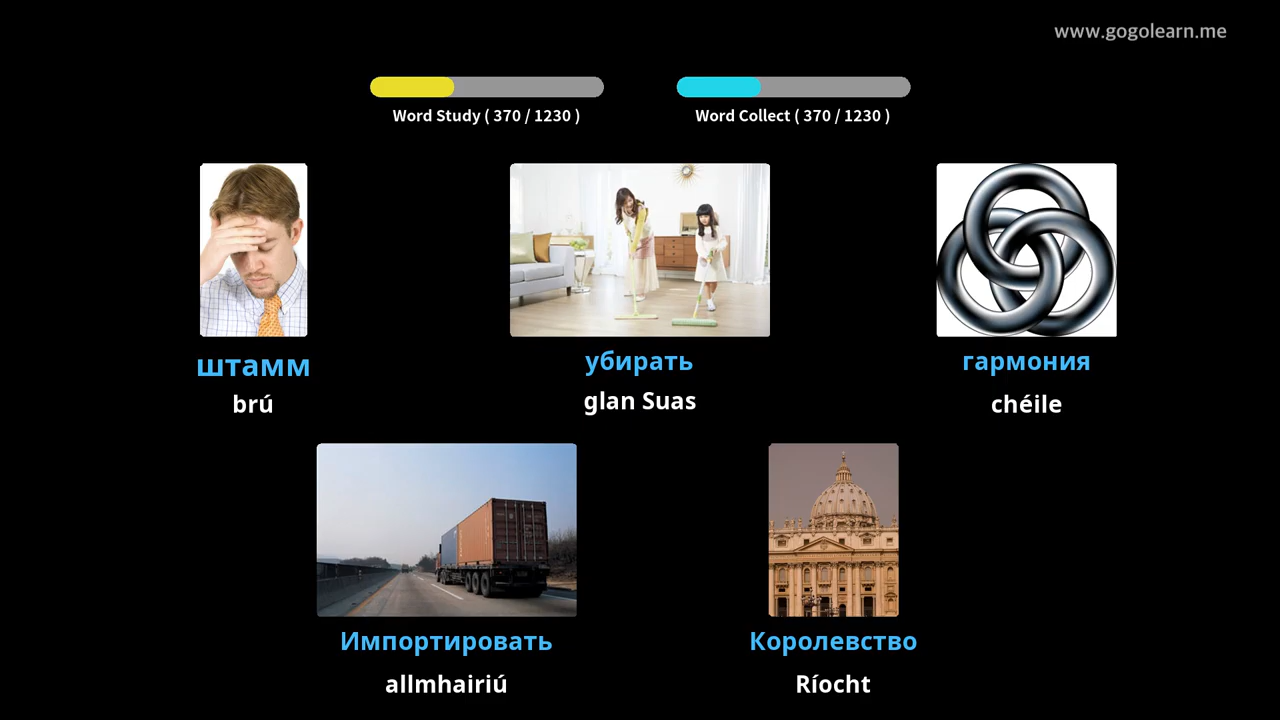 www.gogolearn.me
Word Study ( 370 / 1230 )
Word Collect ( 370 / 1230 )
штамм
brú
убирать
glan Suas
гармония
chéile
Импортировать
allmhairiú
Королевство
Ríocht